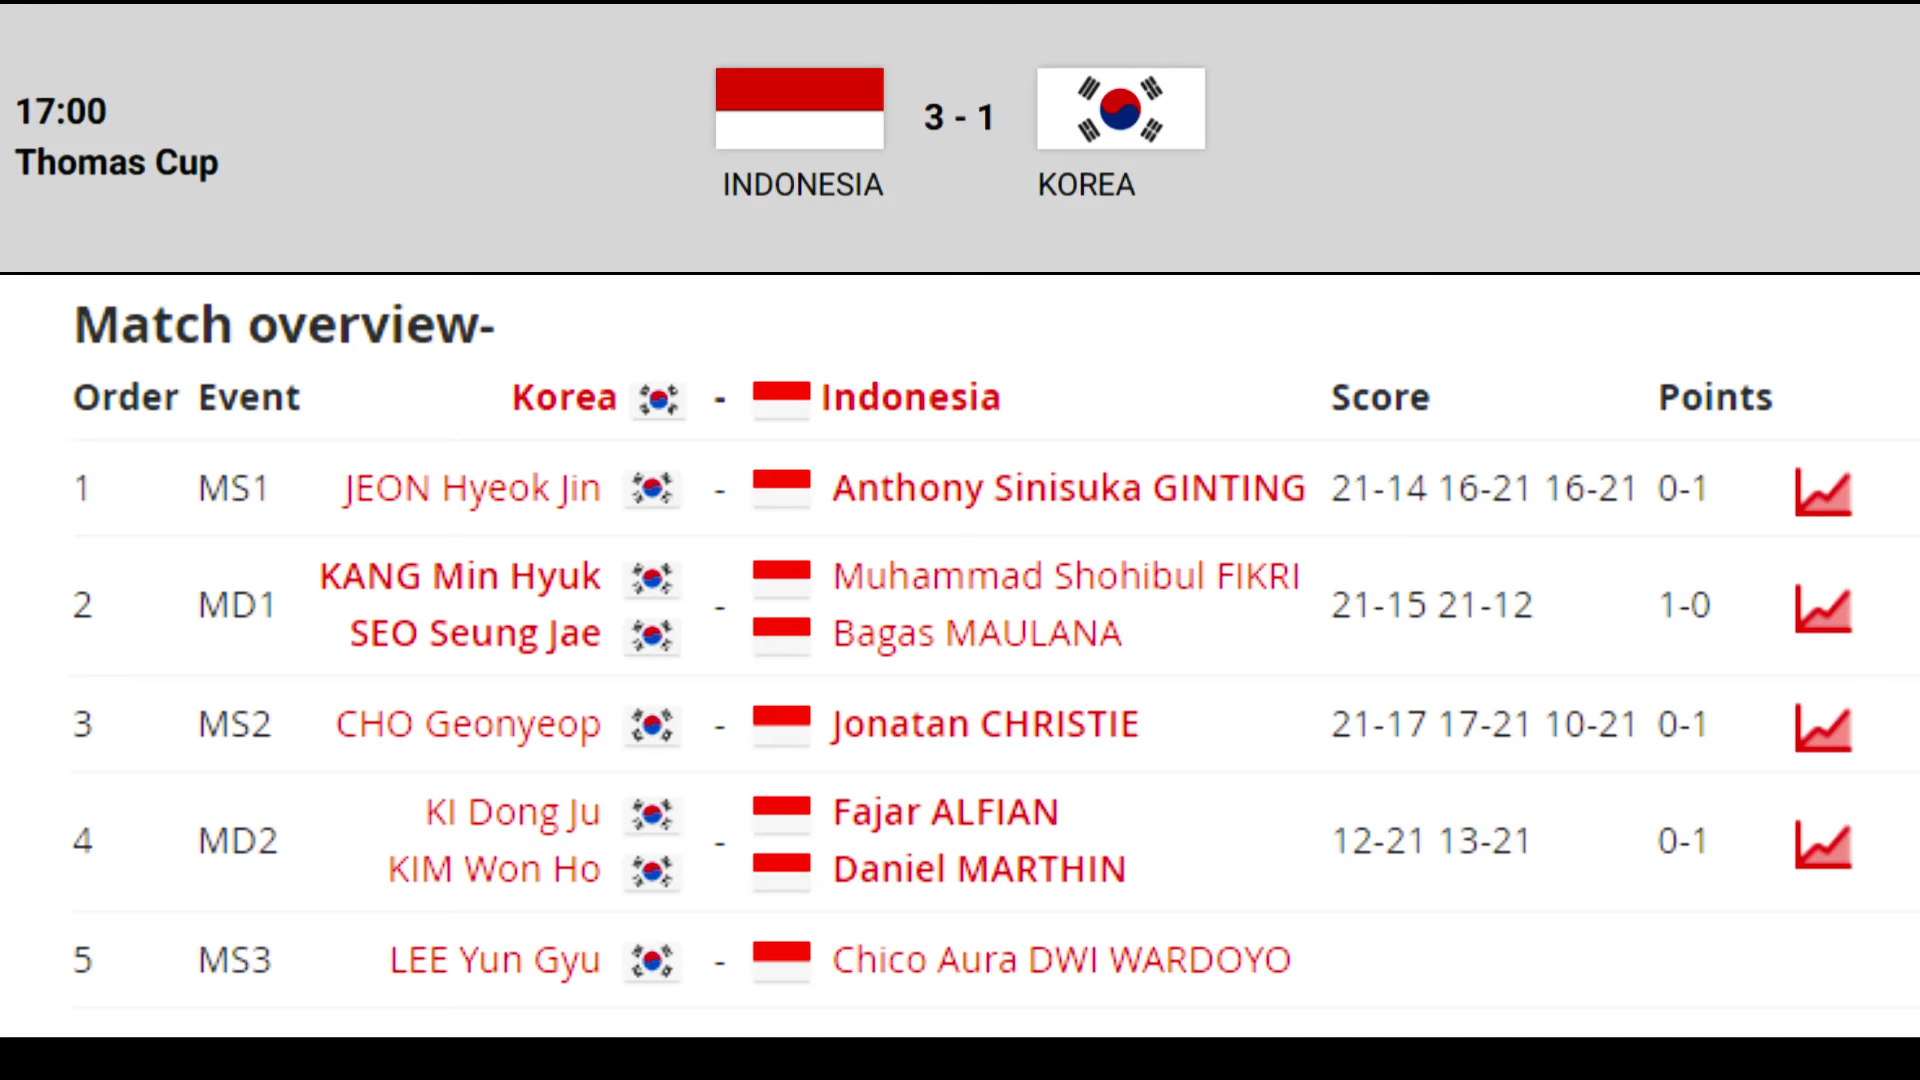 17:00
Thomas Cup
3 - 1
INDONESIA KOREA
Match overview-
Order Event Korea - Indonesia Score Points
1 MS1 JEON Hyeok Jin - Anthony Sinisuka GINTING 21-14 16-21 16-21 0-1
KANG Min Hyuk Muhammad Shohibul FIKRI
2 MD1 - 21-15 21-12 1-0
SEO Seung Jae Bagas MAULANA
3 MS2 CHO Geonyeop - Jonatan CHRISTIE 21-17 17-21 10-21 0-1
KI Dong Ju Fajar ALFIAN
4 MD2 - 12-21 13-21 0-1
KIM Won Ho Daniel MARTHIN
5 MS3 LEE Yun Gyu - Chico Aura DWI WARDOYO